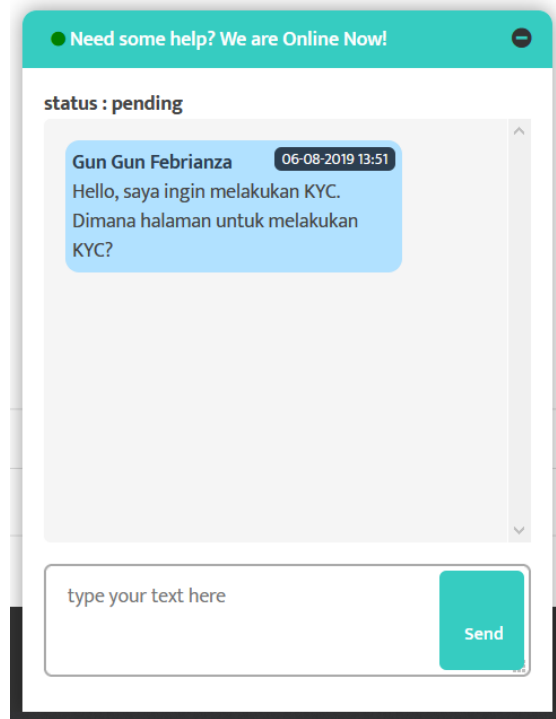 Need some help? We are Online Now!
status : pending
Gun Gun Febrianza 06-08-2019 13:51
Hello, saya ingin melakukan KYC.
Dimana halaman untuk melakukan
KYC?
type your text here
Send